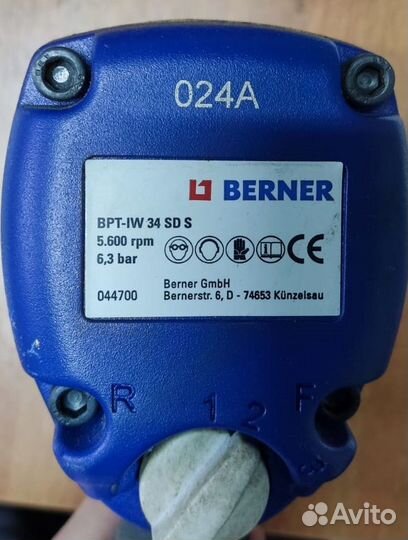 024A
BERNER
BPT-IW 34 SD S
5.600 rpm
6,3 bar
CE
Berner GmbH
044700 Bernerstr. 6, D - 74653 Künzelsau
R 1 2 F
3
Avito